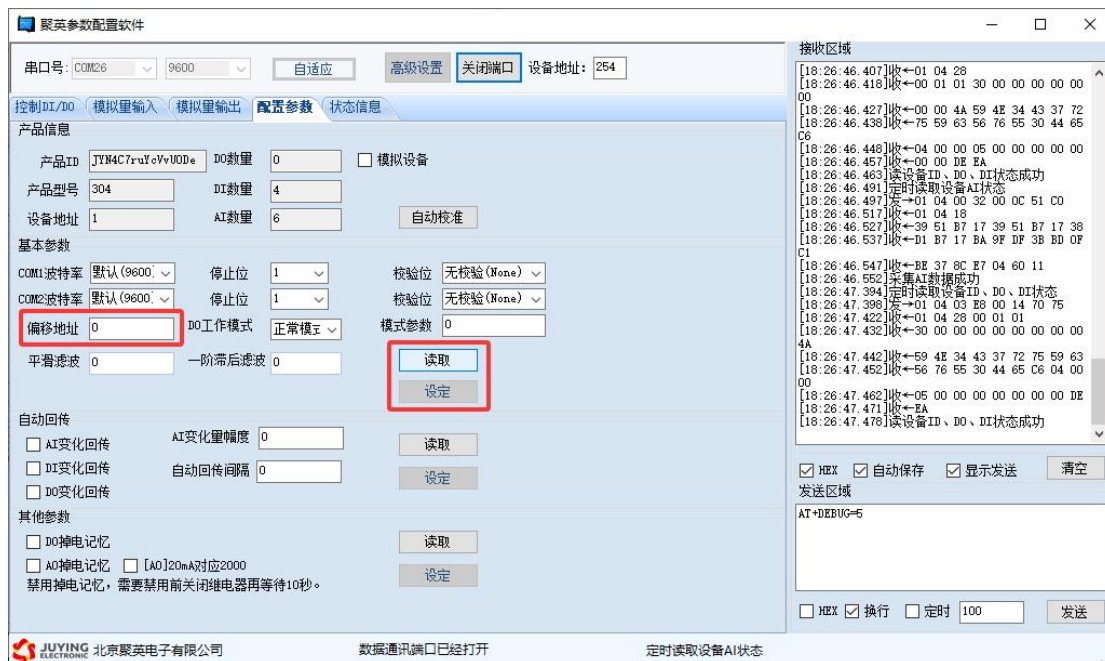 聚英参数配置软件
串口号: COM26 9600 自适应 高级设置 关闭端口 设备地址: 254
控制DI/DO 模拟量输入 模拟量输出 配置参数 状态信息
产品信息
产品ID JYN4C7ruYcVvU0De DO数量 0 模拟设备
产品型号 304 DI数量 4
设备地址 1 AI数量 6 自动校准
基本参数
COM1波特率 默认(9600) 停止位 1 校验位 无校验(None)
COM2波特率 默认(9600) 停止位 1 校验位 无校验(None)
偏移地址 0 DO工作模式 正常模式 模式参数 0
平滑滤波 0 一阶滞后滤波 0 读取
设定
自动回传
AI变化回传 AI变化量幅度 0 读取
DI变化回传 自动回传间隔 0 设定
DO变化回传
其他参数
DO掉电记忆 读取
AO掉电记忆 [AO]20mA对应2000 设定
禁用掉电记忆,需要禁用前关闭继电器再等待10秒。
接收区域
[18:26:46.407]收←01 04 28
[18:26:46.418]收←00 01 01 30 00 00 00 00 00
00
[18:26:46.427]收←00 00 4A 59 4E 34 43 37 72
[18:26:46.438]收←75 59 63 56 76 55 30 44 65
C6
[18:26:46.448]收←04 00 00 05 00 00 00 00 00
[18:26:46.457]收←00 00 DE EA
[18:26:46.463]读设备ID、DO、DI状态成功
[18:26:46.491]定时读取设备AI状态
[18:26:46.497]发→01 04 00 32 00 0C 51 C0
[18:26:46.517]收←01 04 18
[18:26:46.527]收←39 51 B7 17 39 51 B7 17 38
[18:26:46.537]收←D1 B7 17 BA 9F DF 3B BD 0F
C1
[18:26:46.547]收←BE 37 8C E7 04 60 11
[18:26:46.552]采集AI数据成功
[18:26:47.394]定时读取设备ID、DO、DI状态
[18:26:47.398]发→01 04 03 E8 00 14 70 75
[18:26:47.422]收←01 04 28 00 01 01
[18:26:47.432]收←30 00 00 00 00 00 00 00 00
4A
[18:26:47.442]收←59 4E 34 43 37 72 75 59 63
[18:26:47.452]收←56 76 55 30 44 65 C6 04 00
00
[18:26:47.462]收←05 00 00 00 00 00 00 00 DE
[18:26:47.471]收←EA
[18:26:47.478]读设备ID、DO、DI状态成功
HEX 自动保存 显示发送 清空
发送区域
AT+DEBUG=5
HEX 换行 定时 100 发送
JUYING ELECTRONIC 北京聚英电子有限公司 数据通讯端口已经打开 定时读取设备AI状态